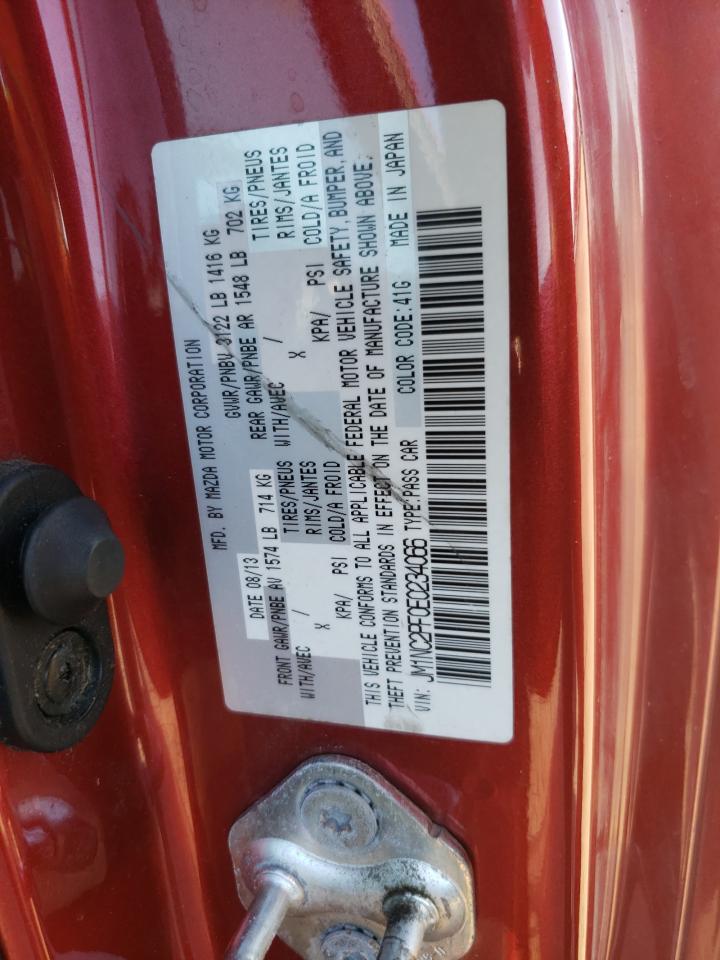 MFD. BY MAZDA MOTOR CORPORATION
DATE 08/13 GVWR/PNBV 3122 LB 1416 KG
FRONT GAWR/PNBE AV 1574 LB 714 KG REAR GAWR/PNBE AR 1548 LB 702 KG
WITH/AVEC / TIRES/PNEUS WITH/AVEC / TIRES/PNEUS
X RIMS/JANTES X RIMS/JANTES
KPA/ PSI COLD/A FROID KPA/ PSI COLD/A FROID
THIS VEHICLE CONFORMS TO ALL APPLICABLE FEDERAL MOTOR VEHICLE SAFETY, BUMPER, AND
THEFT PREVENTION STANDARDS IN EFFECT ON THE DATE OF MANUFACTURE SHOWN ABOVE.
VIN: JM1NC2PF0E0234066 TYPE:PASS CAR COLOR CODE:41G MADE IN JAPAN